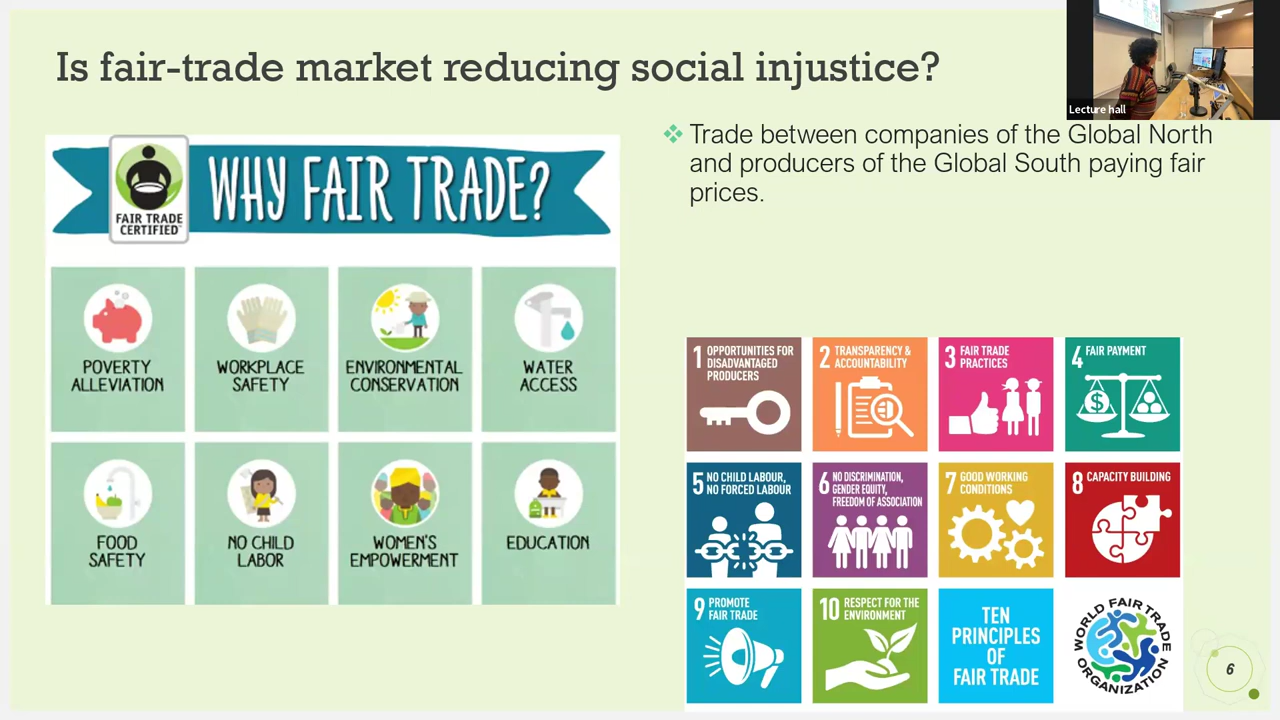 Is fair-trade market reducing social injustice?
Lecture hall
FAIR TRADE
CERTIFIED
WHY FAIR TRADE?
POVERTY
ALLEVIATION
WORKPLACE
SAFETY
ENVIRONMENTAL
CONSERVATION
WATER
ACCESS
FOOD
SAFETY
NO CHILD
LABOR
WOMEN'S
EMPOWERMENT
EDUCATION
Trade between companies of the Global North
and producers of the Global South paying fair
prices.
1 OPPORTUNITIES FOR
DISADVANTAGED
PRODUCERS
2 TRANSPARENCY &
ACCOUNTABILITY
3 FAIR TRADE
PRACTICES
4 FAIR PAYMENT
$
5 NO CHILD LABOUR,
NO FORCED LABOUR
6 NO DISCRIMINATION,
GENDER EQUITY,
FREEDOM OF ASSOCIATION
7 GOOD WORKING
CONDITIONS
8 CAPACITY BUILDING
9 PROMOTE
FAIR TRADE
10 RESPECT FOR THE
ENVIRONMENT
TEN
PRINCIPLES
OF
FAIR TRADE
WORLD FAIR TRADE
ORGANIZATION
6